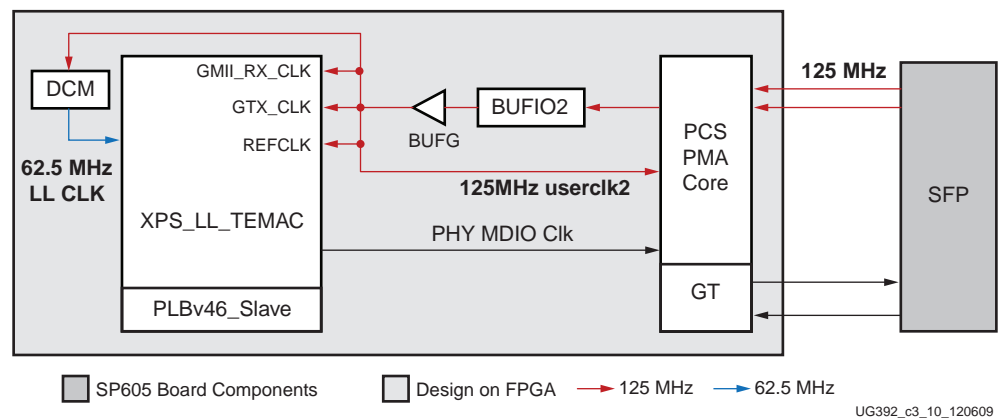 125 MHz
DCM
GMII_RX_CLK
GTX_CLK
REFCLK
BUFG
BUFIO2
PCS
PMA
Core
SFP
62.5 MHz
LL CLK
125MHz userclk2
XPS_LL_TEMAC
PHY MDIO Clk
GT
PLBv46_Slave
SP605 Board Components
Design on FPGA
125 MHz
62.5 MHz
UG392_c3_10_120609